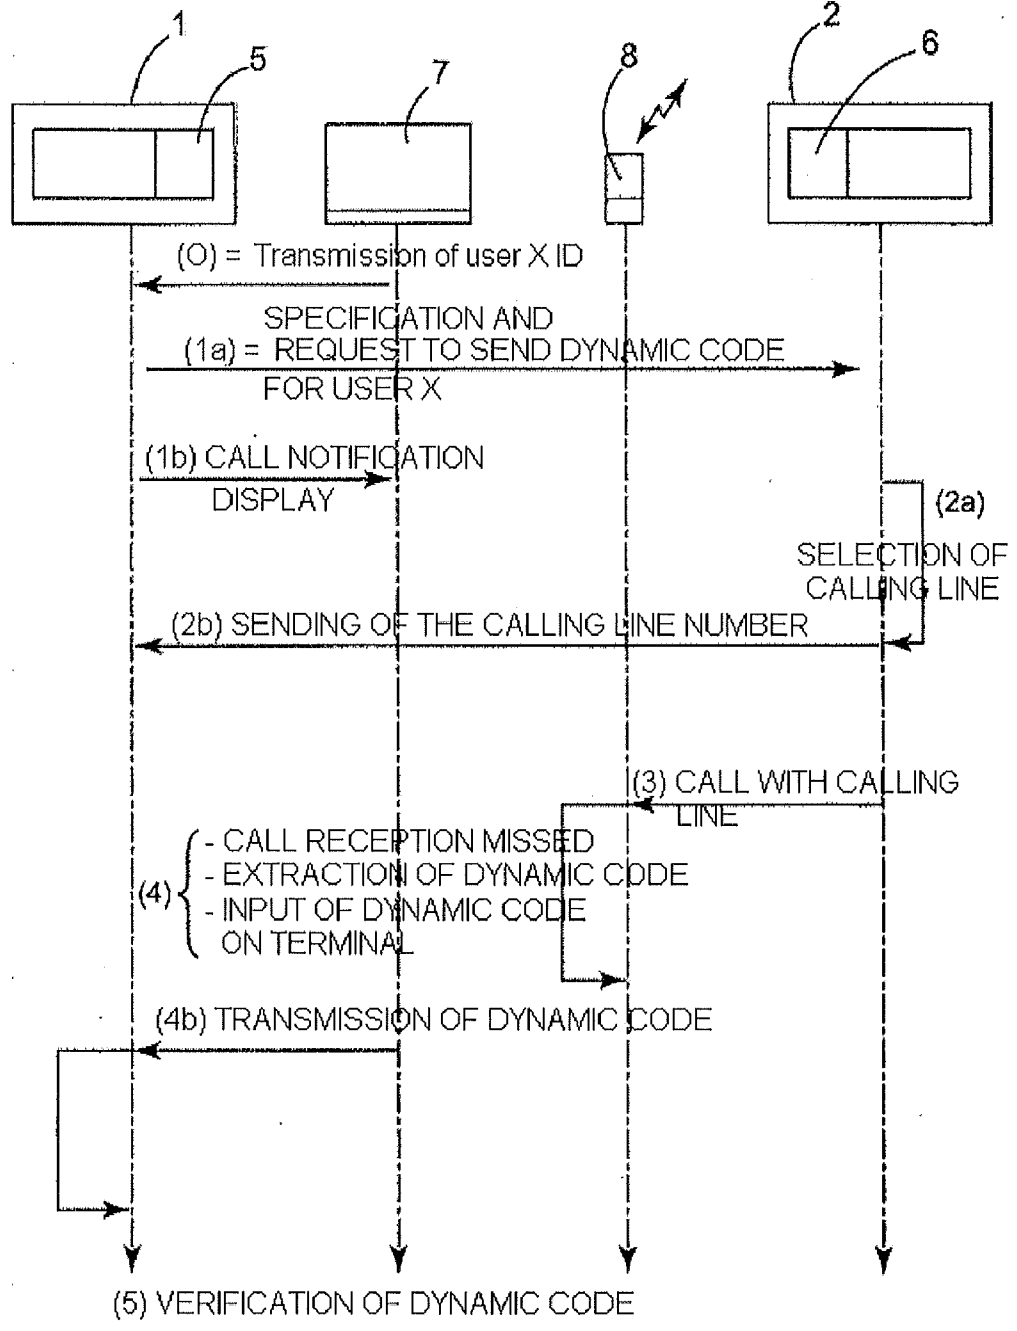 1
5
7
8
2
6
(O) = Transmission of user X ID
SPECIFICATION AND
(1a) = REQUEST TO SEND DYNAMIC CODE
FOR USER X
(1b) CALL NOTIFICATION
DISPLAY
(2a)
SELECTION OF
CALLING LINE
(2b) SENDING OF THE CALLING LINE NUMBER
(3) CALL WITH CALLING
LINE
(4)
- CALL RECEPTION MISSED
- EXTRACTION OF DYNAMIC CODE
- INPUT OF DYNAMIC CODE
ON TERMINAL
(4b) TRANSMISSION OF DYNAMIC CODE
(5) VERIFICATION OF DYNAMIC CODE